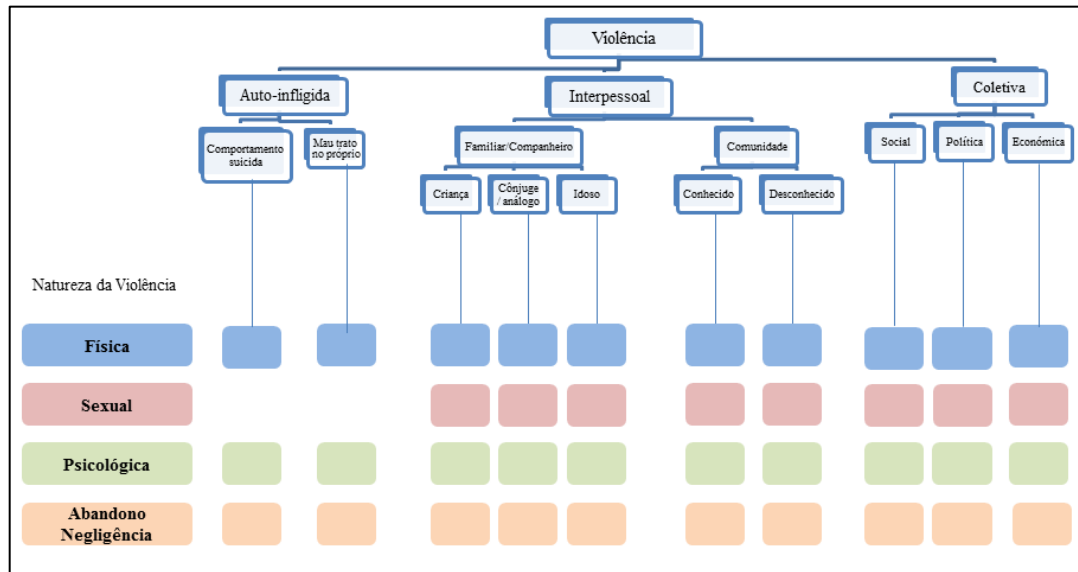 Violência
Auto-infligida
Interpessoal
Coletiva
Comportamento
suicida
Mau trato
no próprio
Familiar/Companheiro
Comunidade
Social
Política
Económica
Criança
Cônjuge
/ análogo
Idoso
Conhecido
Desconhecido
Natureza da Violência
Física
Sexual
Psicológica
Abandono
Negligência